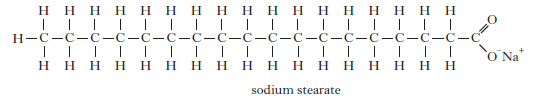 H H H H H H H H H H H H H H H H H
O
H-C-C-C-C-C-C-C-C-C-C-C-C-C-C-C-C-C-C
O⁻Na⁺
H H H H H H H H H H H H H H H H H
sodium stearate